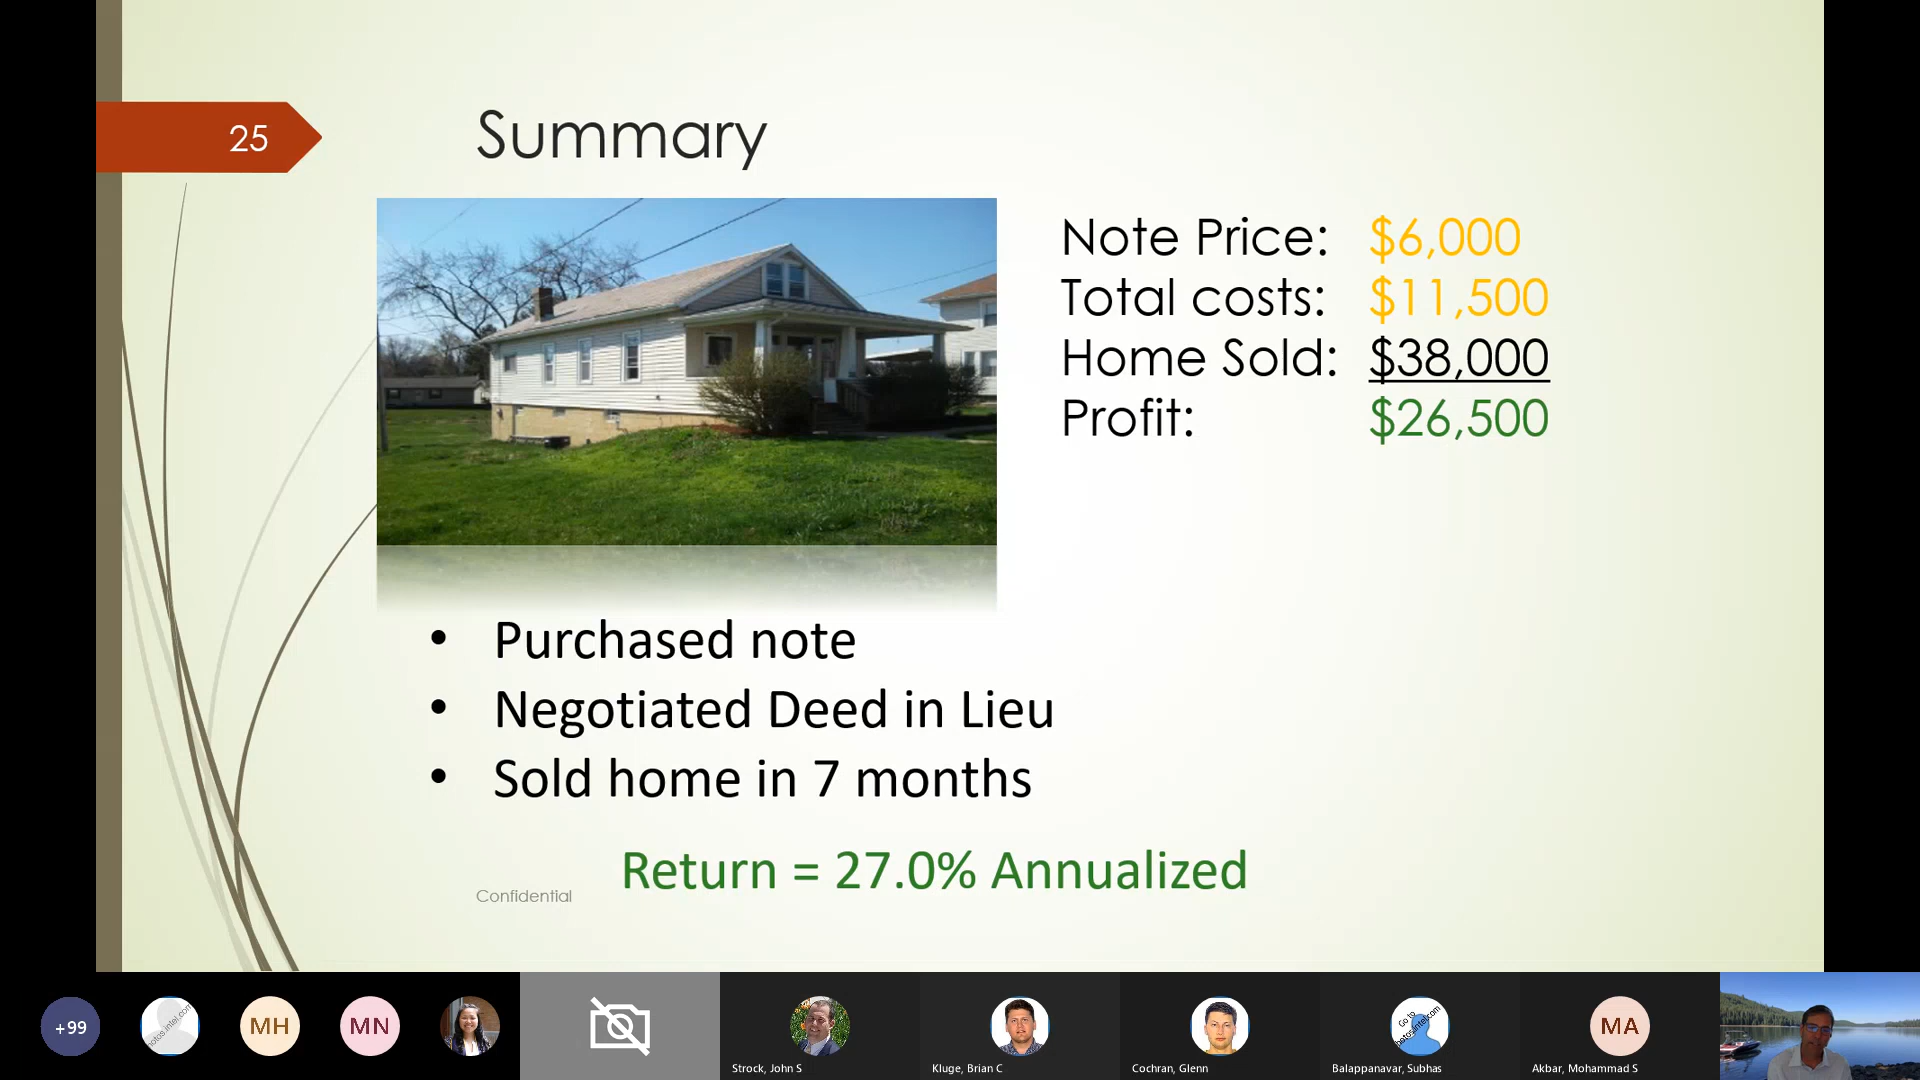 25
Summary
Note Price: $6,000
Total costs: $11,500
Home Sold: $38,000
Profit: $26,500
• Purchased note
• Negotiated Deed in Lieu
• Sold home in 7 months
Return = 27.0% Annualized
Confidential
+99
MH
MN
Go to
MA
Strock, John S
Kluge, Brian C
Cochran, Glenn
Balappanavar, Subhas
Akbar, Mohammad S